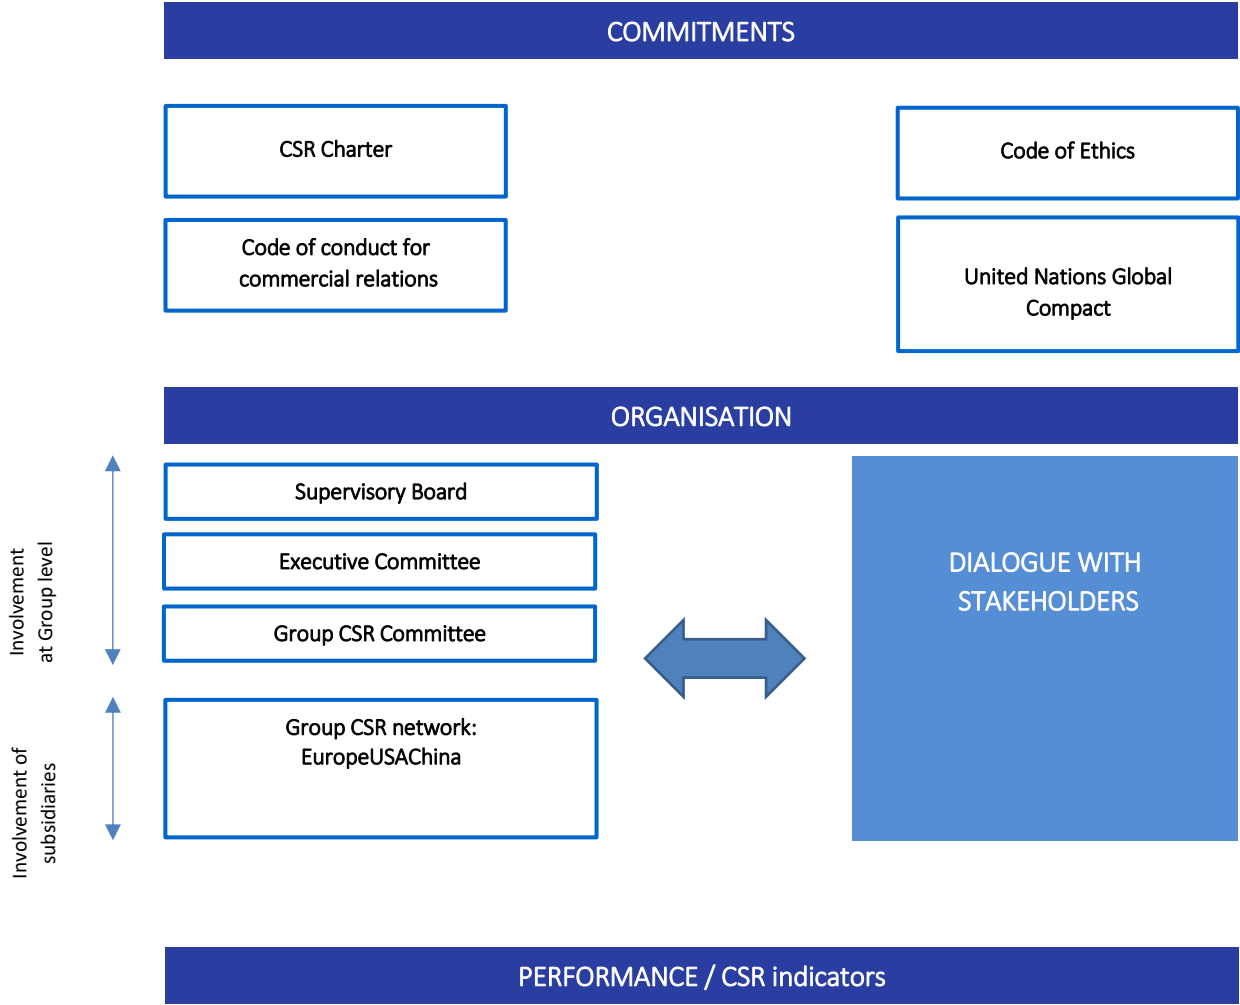 COMMITMENTS
CSR Charter
Code of Ethics
Code of conduct for
commercial relations
United Nations Global
Compact
ORGANISATION
Involvement
at Group level
Supervisory Board
Executive Committee
Group CSR Committee
DIALOGUE WITH
STAKEHOLDERS
Involvement of
subsidiaries
Group CSR network:
EuropeUSAChina
PERFORMANCE / CSR indicators